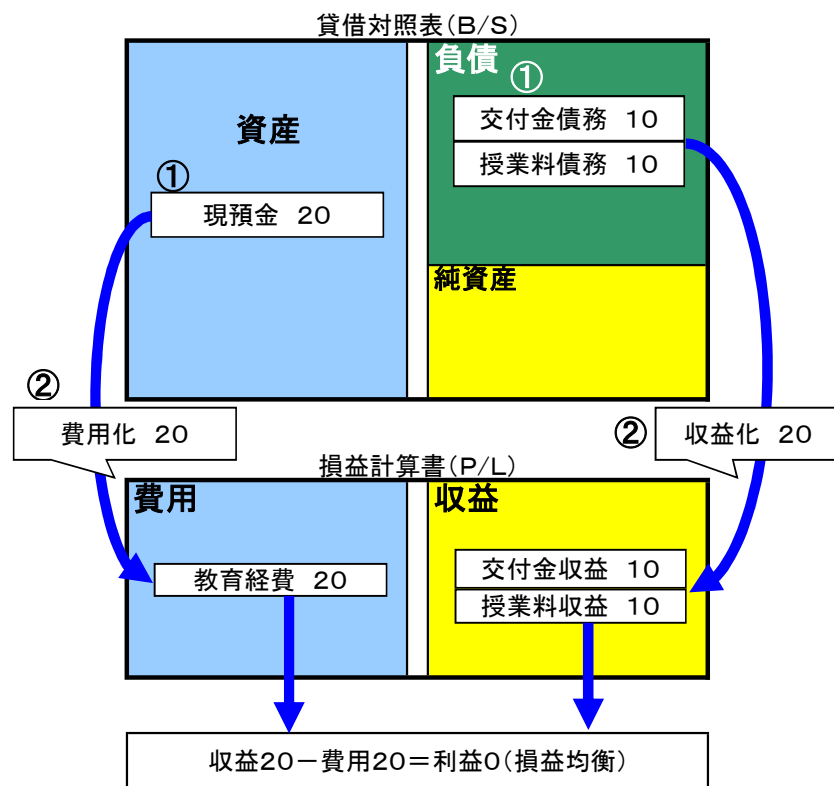 貸借対照表(B/S)
負債
①
交付金債務 10
授業料債務 10
資産
①
現預金 20
純資産
②
費用化 20
②
収益化 20
損益計算書(P/L)
費用
収益
教育経費 20
交付金収益 10
授業料収益 10
収益20-費用20=利益0(損益均衡)